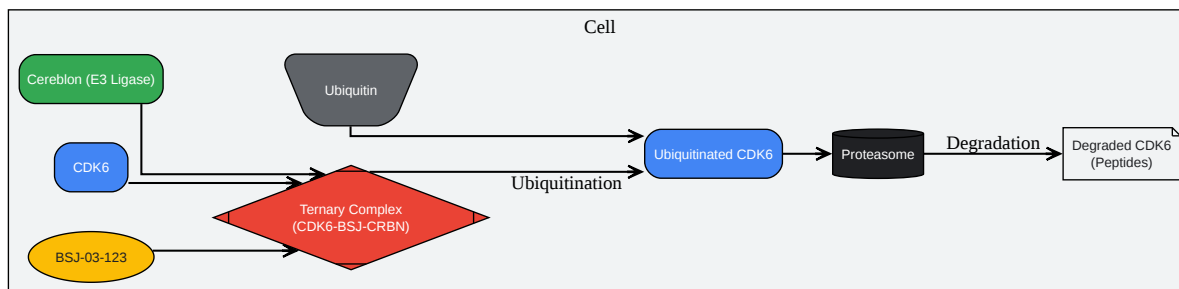 Cell
Cereblon (E3 Ligase)
Ubiquitin
CDK6
Ubiquitinated CDK6
Proteasome
Degradation
Degraded CDK6
(Peptides)
Ubiquitination
Ternary Complex
(CDK6-BSJ-CRBN)
BSJ-03-123